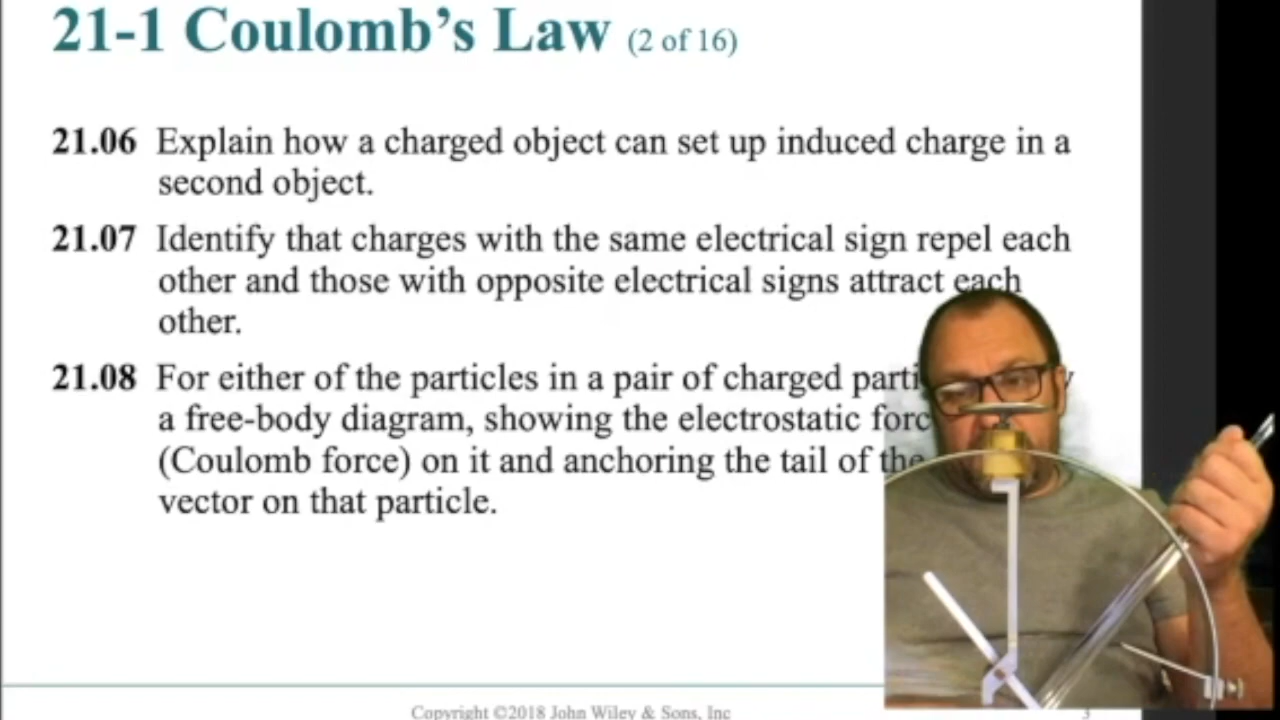 21-1 Coulomb's Law (2 of 16)
21.06 Explain how a charged object can set up induced charge in a
second object.
21.07 Identify that charges with the same electrical sign repel each
other and those with opposite electrical signs attract each
other.
21.08 For either of the particles in a pair of charged
a free-body diagram, showing the electrostatic
(Coulomb force) on it and anchoring the tail of the
vector on that particle.
Copyright ©2018 John Wiley & Sons, Inc
3